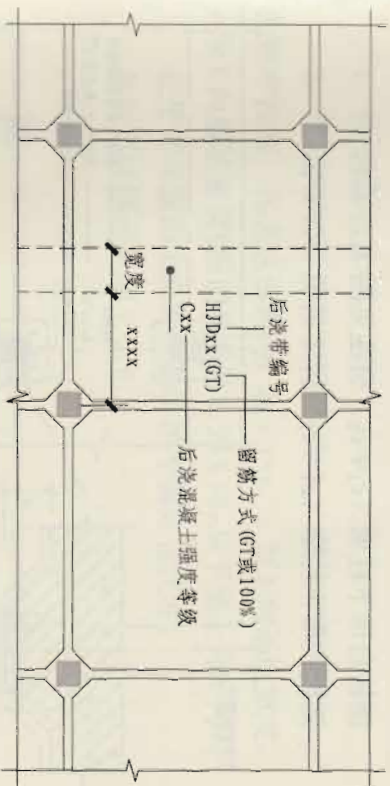 后浇带编号
HJDxx(GT)
Cxx
留筋方式(GT或100%)
后浇混凝土强度等级
宽度
xxxx